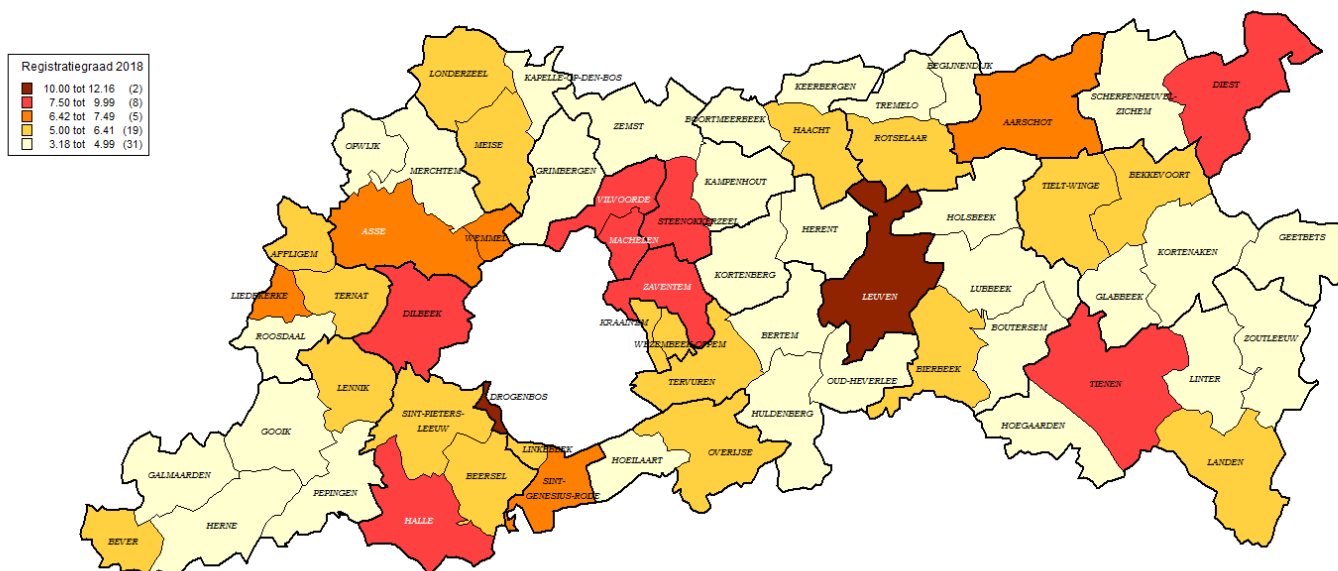 Registratiegraad 2018
10.00 tot 12.16 (2)
7.50 tot 9.99 (8)
6.42 tot 7.49 (5)
5.00 tot 6.41 (19)
3.18 tot 4.99 (31)
LONDERZEEL
KAPELLE-OP-DEN-BOS
KEERBERGEN
BEGIJNENDIJK
TREMELO
SCHERPENHEUVEL-
ZICHEM
DIEST
ZEMST
BOORTMEERBEEK
HAACHT
ROTSELAAR
AARSCHOT
OPWIJK
MEISE
MERCHTEM
GRIMBERGEN
KAMPENHOUT
TIELT-WINGE
BEKKEVOORT
VILVOORDE
STEENOKKERZEEL
HOLSBEEK
ASSE
WEMMEL
MACHELEN
HERENT
GEETBETS
AFFLIGEM
KORTENBERG
KORTENAKEN
LIEDEKERKE
TERNAT
ZAVENTEM
LEUVEN
LUBBEEK
GLABBEEK
DILBEEK
KRAAINEM
ROOSDAAL
BERTEM
BOUTERSEM
ZOUTLEEUW
WEZEMBEEK-OPPEM
BIERBEEK
LENNIK
TERVUREN
OUD-HEVERLEE
TIENEN
LINTER
DROGENBOS
SINT-PIETERS-
LEEUW
HULDENBERG
HOEGAARDEN
GOOIK
LINKEBEEK
OVERIJSE
HOEILAART
LANDEN
GALMAARDEN
BEERSEL
SINT-
GENESIUS-RODE
PEPINGEN
HALLE
HERNE
BEVER